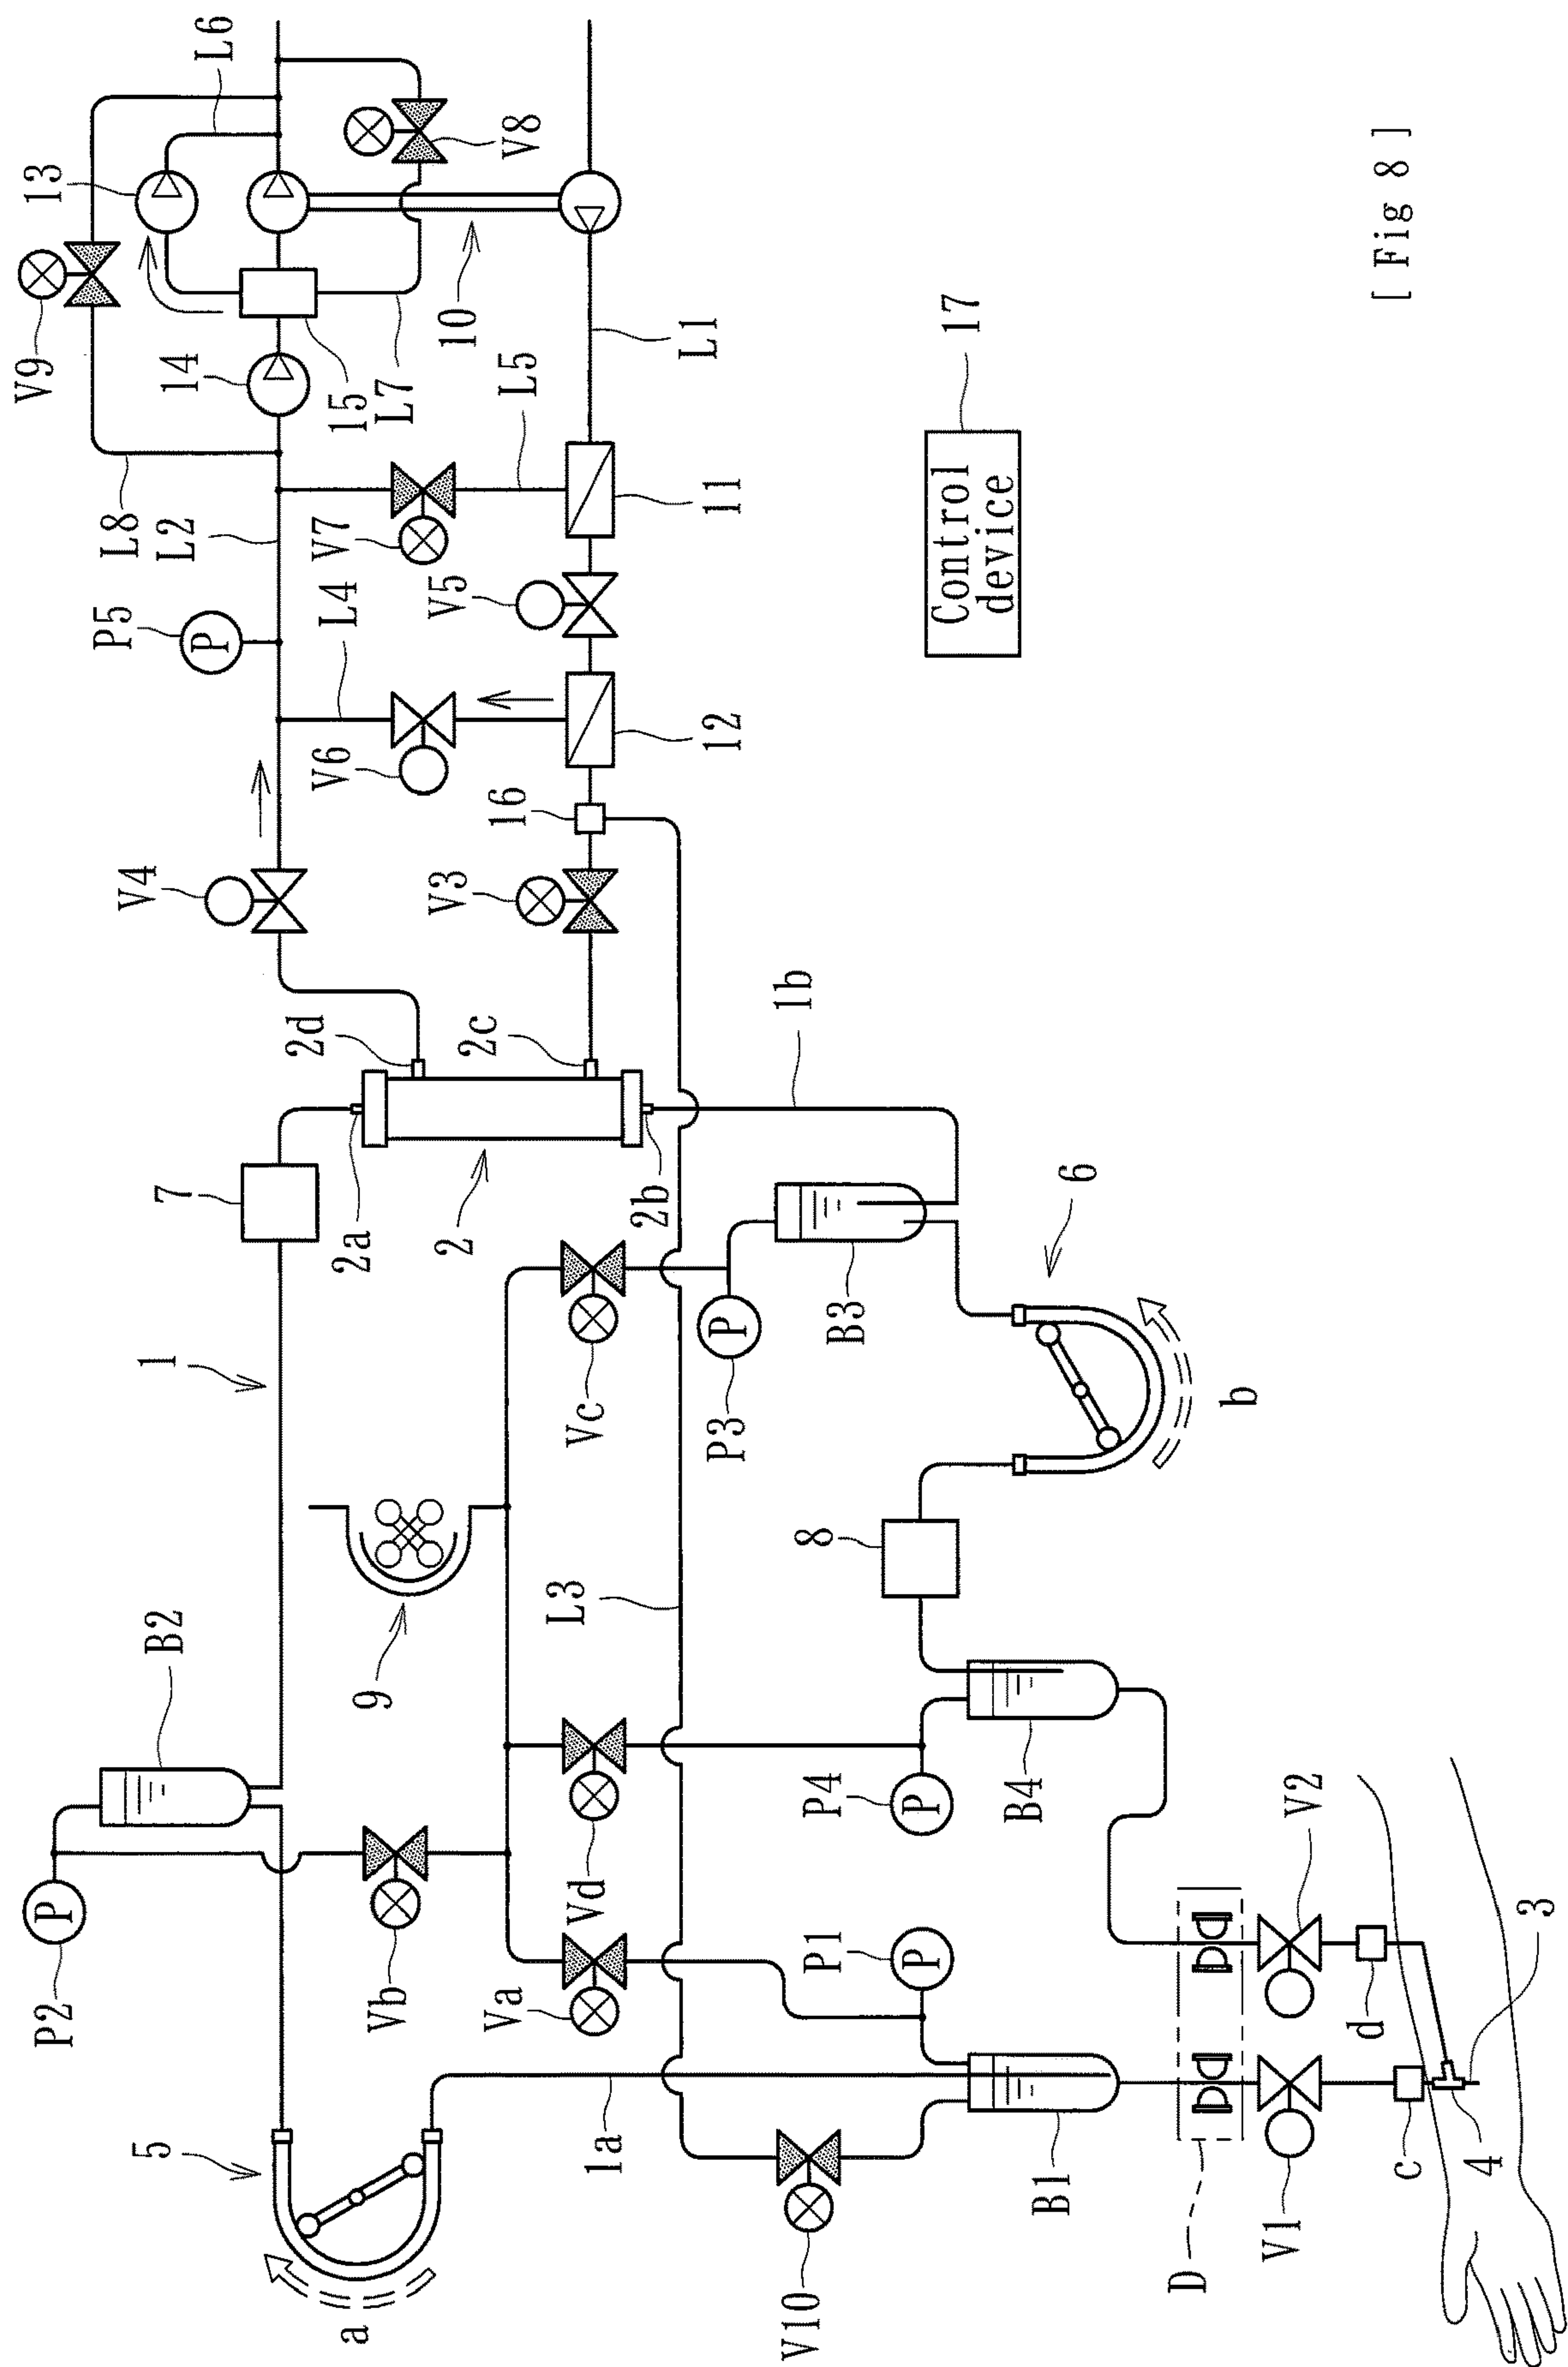 P2
V9
13
P5
L8
V4
5
1
B2
7
L2
14
L6
2d
V7
L4
15
a
2a
V6
9
Vb
L7
2
V3
2c
V5
10
16
L5
V8
Va
Vd
L3
Vc
1a
2b
12
11
L1
P3
V10
P1
P4
1b
8
B3
P
P
P
P
P
B1
B4
6
Control
device
17
D
b
V1
V2
c
d
4
3
[ Fig 8 ]